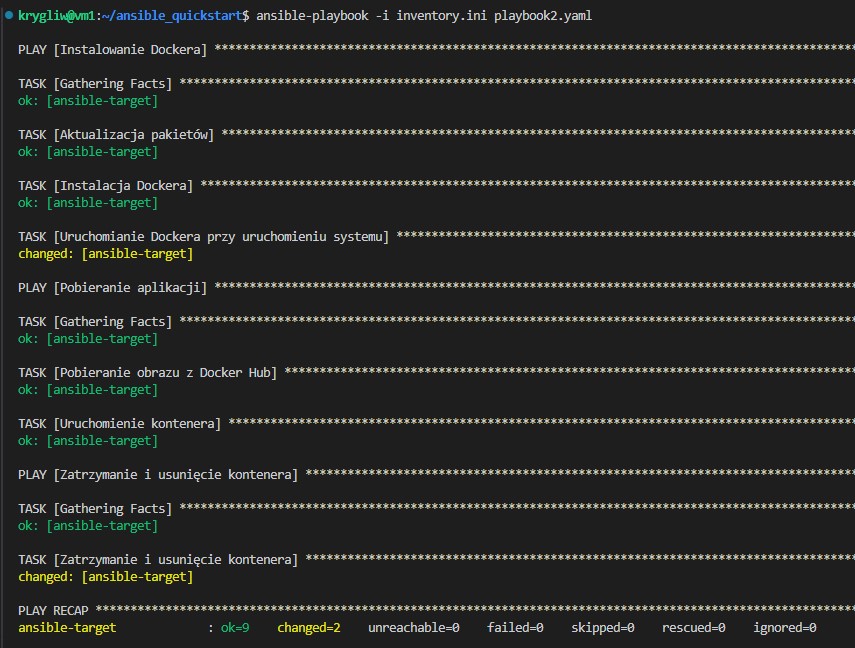 krygliw@vm1:~/ansible_quickstart$ ansible-playbook -i inventory.ini playbook2.yaml
PLAY [Instalowanie Dockera] ********************************************************************************************
TASK [Gathering Facts] *************************************************************************************************
ok: [ansible-target]
TASK [Aktualizacja pakietów] *******************************************************************************************
ok: [ansible-target]
TASK [Instalacja Dockera] **********************************************************************************************
ok: [ansible-target]
TASK [Uruchomianie Dockera przy uruchomieniu systemu] ******************************************************************
changed: [ansible-target]
PLAY [Pobieranie aplikacji] ********************************************************************************************
TASK [Gathering Facts] *************************************************************************************************
ok: [ansible-target]
TASK [Pobieranie obrazu z Docker Hub] **********************************************************************************
ok: [ansible-target]
TASK [Uruchomienie kontenera] ******************************************************************************************
ok: [ansible-target]
PLAY [Zatrzymanie i usunięcie kontenera] *******************************************************************************
TASK [Gathering Facts] *************************************************************************************************
ok: [ansible-target]
TASK [Zatrzymanie i usunięcie kontenera] *******************************************************************************
changed: [ansible-target]
PLAY RECAP *************************************************************************************************************
ansible-target             : ok=9    changed=2    unreachable=0    failed=0    skipped=0    rescued=0    ignored=0